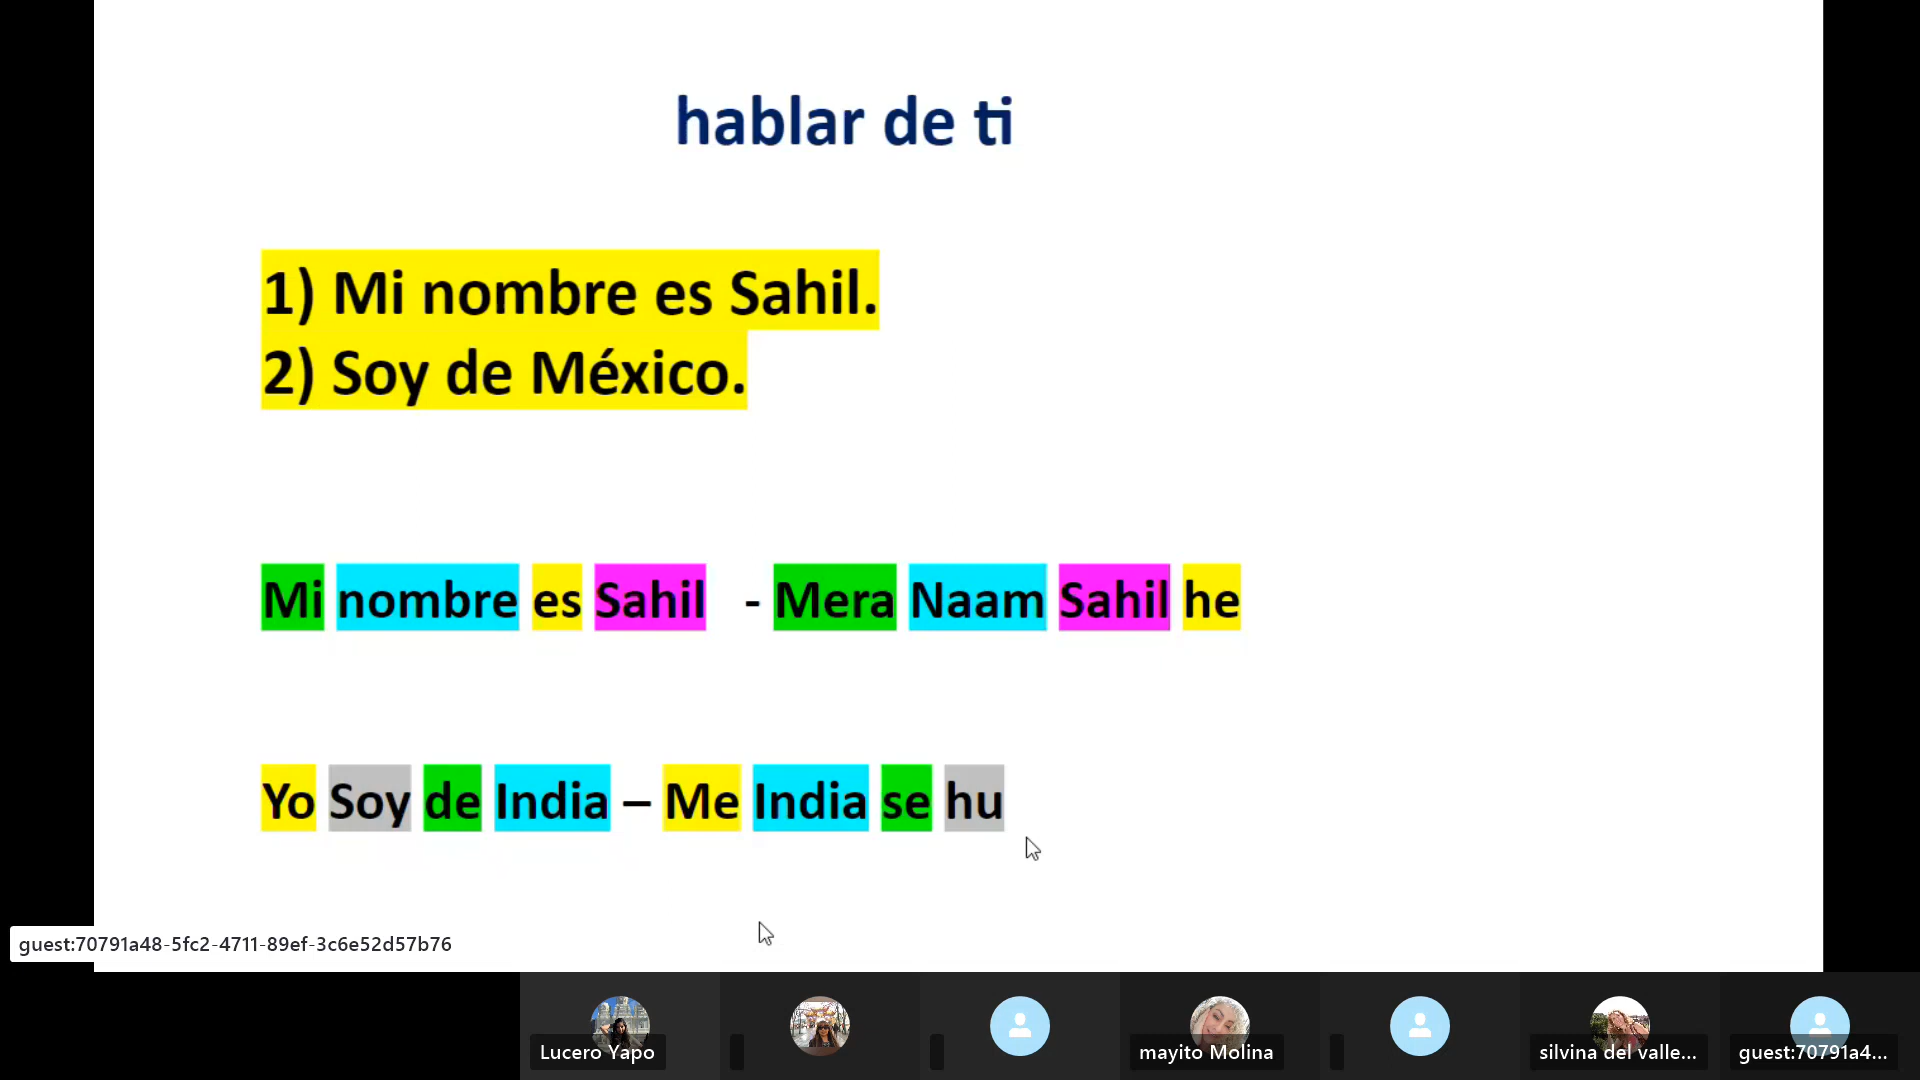 hablar de ti
1) Mi nombre es Sahil.
2) Soy de México.
Mi nombre es Sahil - Mera Naam Sahil he
Yo Soy de India – Me India se hu
guest:70791a48-5fc2-4711-89ef-3c6e52d57b76
Lucero Yapo
mayito Molina
silvina del valle...
guest:70791a4...